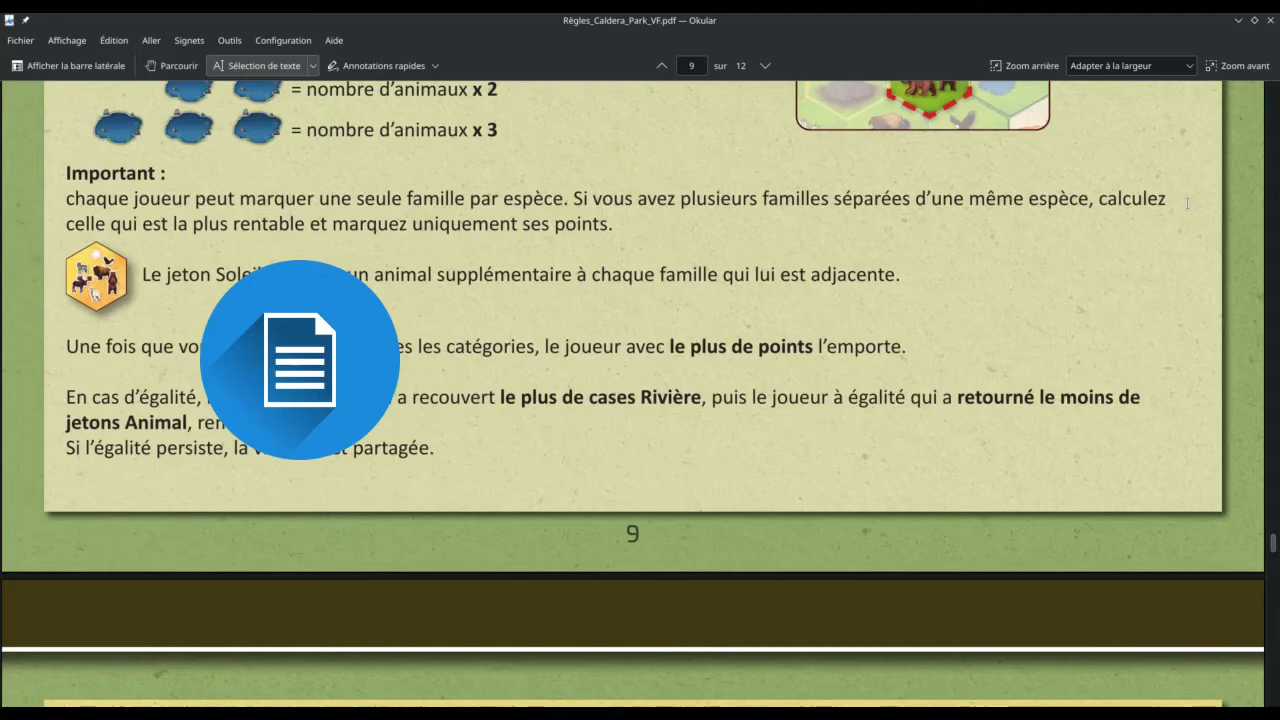 Règles_Caldera_Park_VF.pdf — Okular
Fichier Affichage Édition Aller Signets Outils Configuration Aide
Afficher la barre latérale Parcourir Sélection de texte Annotations rapides 9 sur 12 Zoom arrière Adapter à la largeur Zoom avant
= nombre d'animaux x 2
= nombre d'animaux x 3
Important :
chaque joueur peut marquer une seule famille par espèce. Si vous avez plusieurs familles séparées d'une même espèce, calculez
celle qui est la plus rentable et marquez uniquement ses points.
Le jeton Soleil un animal supplémentaire à chaque famille qui lui est adjacente.
Une fois que les catégories, le joueur avec le plus de points l'emporte.
En cas d'égalité, a recouvert le plus de cases Rivière, puis le joueur à égalité qui a retourné le moins de
jetons Animal,
Si l'égalité persiste, la partagée.
9